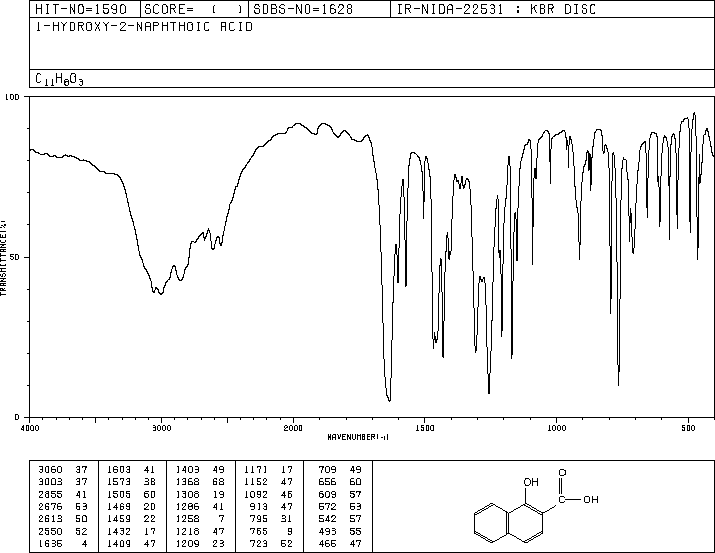 HIT-NO=1590 SCORE= ( ) SDBS-NO=1628 IR-NIDA-22531 : KBR DISC
1-HYDROXY-2-NAPHTHOIC ACID
C11H8O3
100
50
0
TRANSMITTANCE(%)
4000 3000 2000 1500 1000 500
WAVENUMBER(-1)
3060 37 1603 41 1403 49 1171 17 709 49
3003 37 1573 38 1368 68 1152 47 656 60
2855 41 1505 60 1308 19 1092 46 609 57
2676 53 1469 20 1286 41 913 47 572 53
2613 50 1459 22 1258 7 795 31 542 57
2550 52 1432 17 1218 47 765 9 493 55
1636 4 1409 47 1209 23 723 52 466 47
O
OH
C
OH